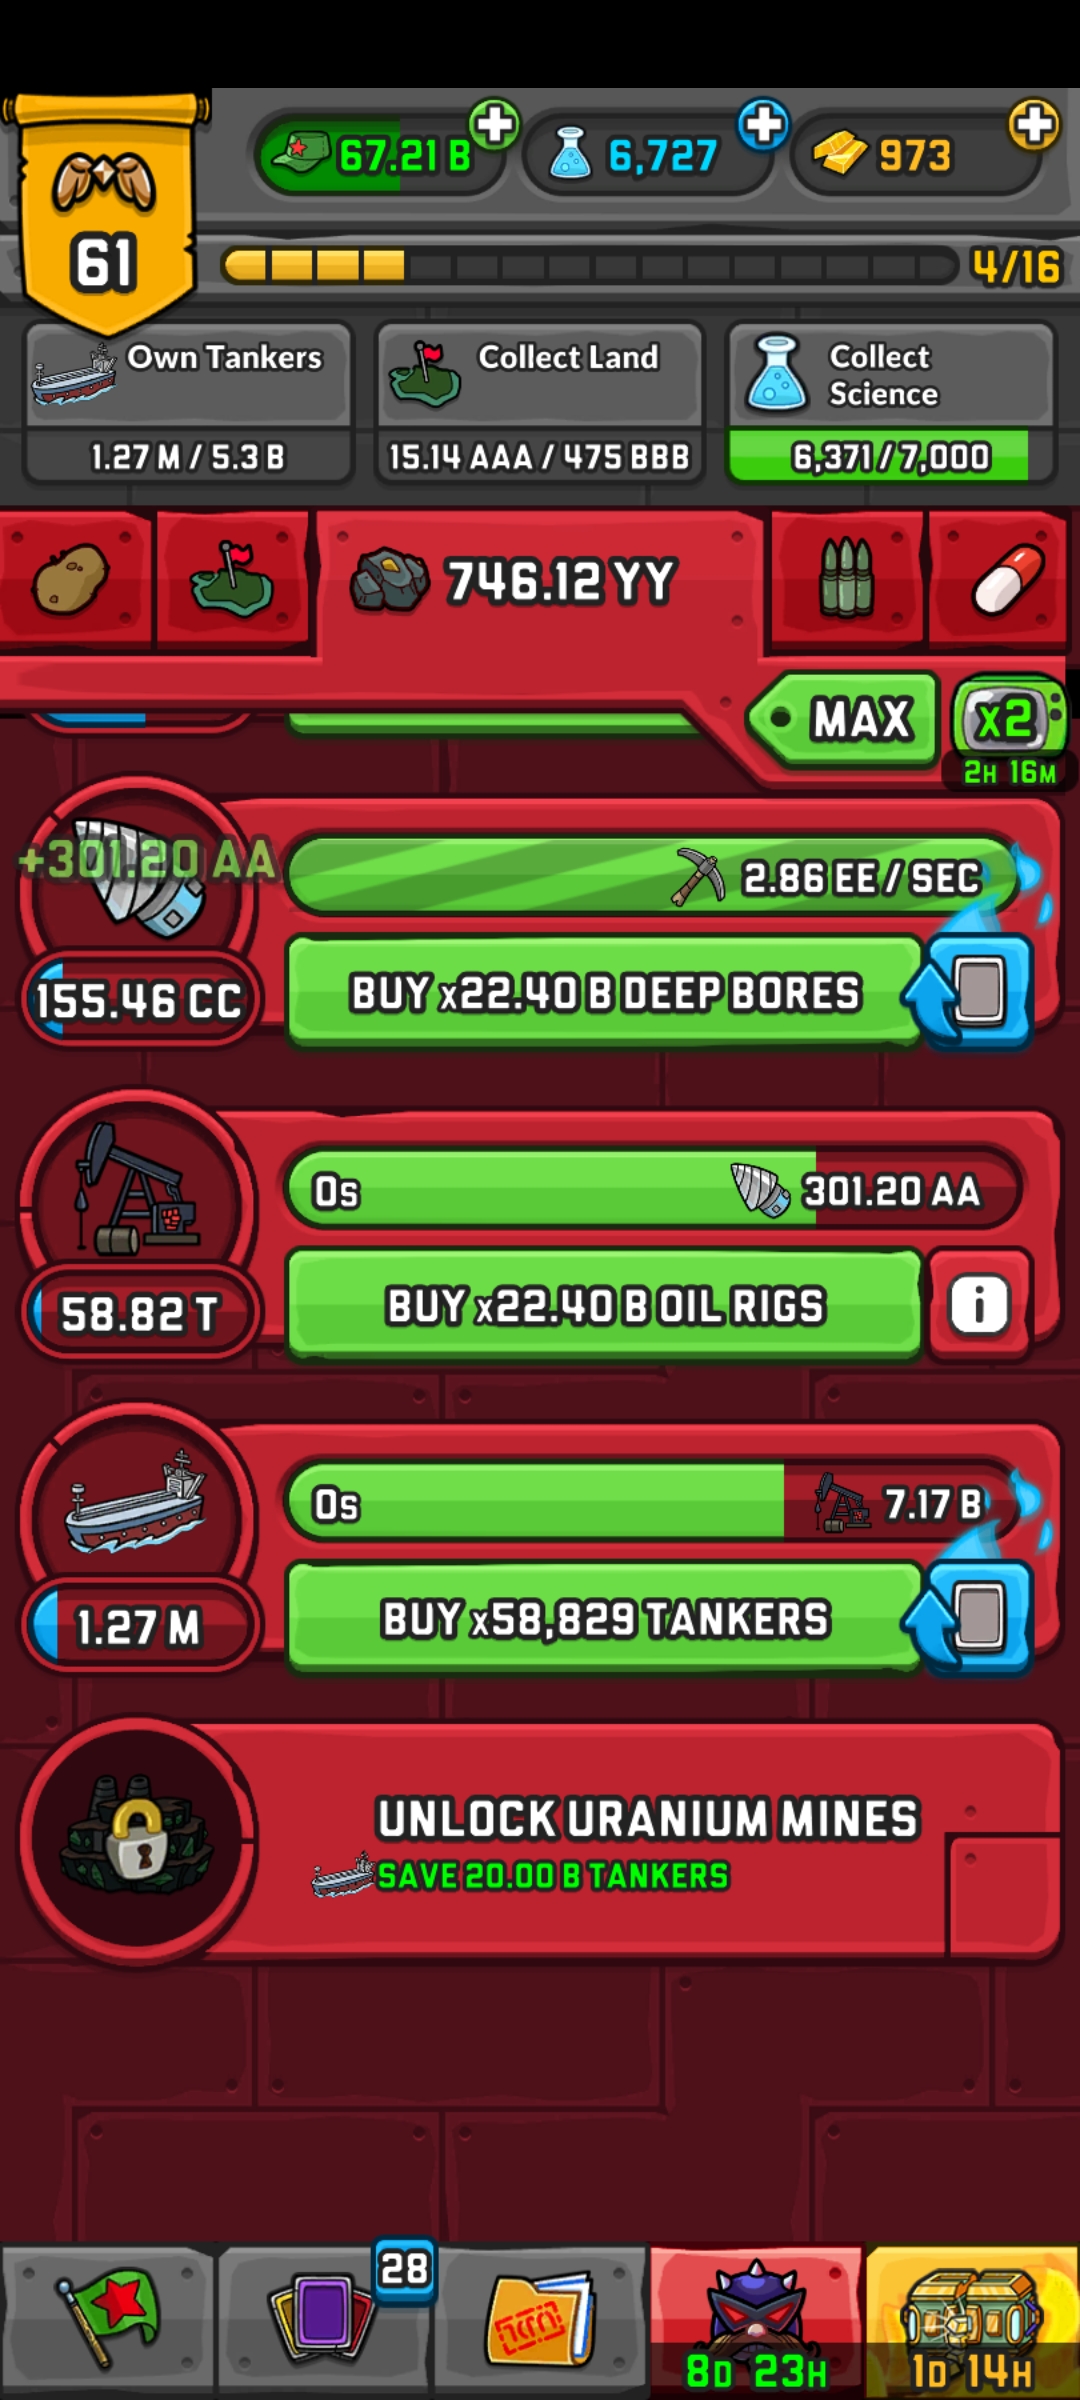 67.21 B
6,727
973
61
4/16
Own Tankers
1.27 M / 5.3 B
Collect Land
15.14 AAA / 475 BBB
Collect
Science
6,371 / 7,000
746.12 YY
MAX
x2
2H 16M
+301.20 AA
2.86 EE / SEC
155.46 CC
BUY x22.40 B DEEP BORES
0s
301.20 AA
58.82 T
BUY x22.40 B OIL RIGS
i
0s
7.17 B
1.27 M
BUY x58,829 TANKERS
UNLOCK URANIUM MINES
SAVE 20.00 B TANKERS
28
8D 23H
1D 14H